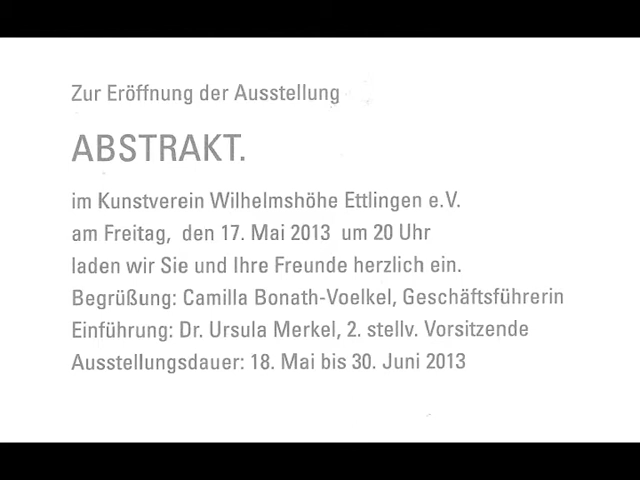 Zur Eröffnung der Ausstellung
ABSTRAKT.
im Kunstverein Wilhelmshöhe Ettlingen e.V.
am Freitag, den 17. Mai 2013 um 20 Uhr
laden wir Sie und Ihre Freunde herzlich ein.
Begrüßung: Camilla Bonath-Voelkel, Geschäftsführerin
Einführung: Dr. Ursula Merkel, 2. stellv. Vorsitzende
Ausstellungsdauer: 18. Mai bis 30. Juni 2013